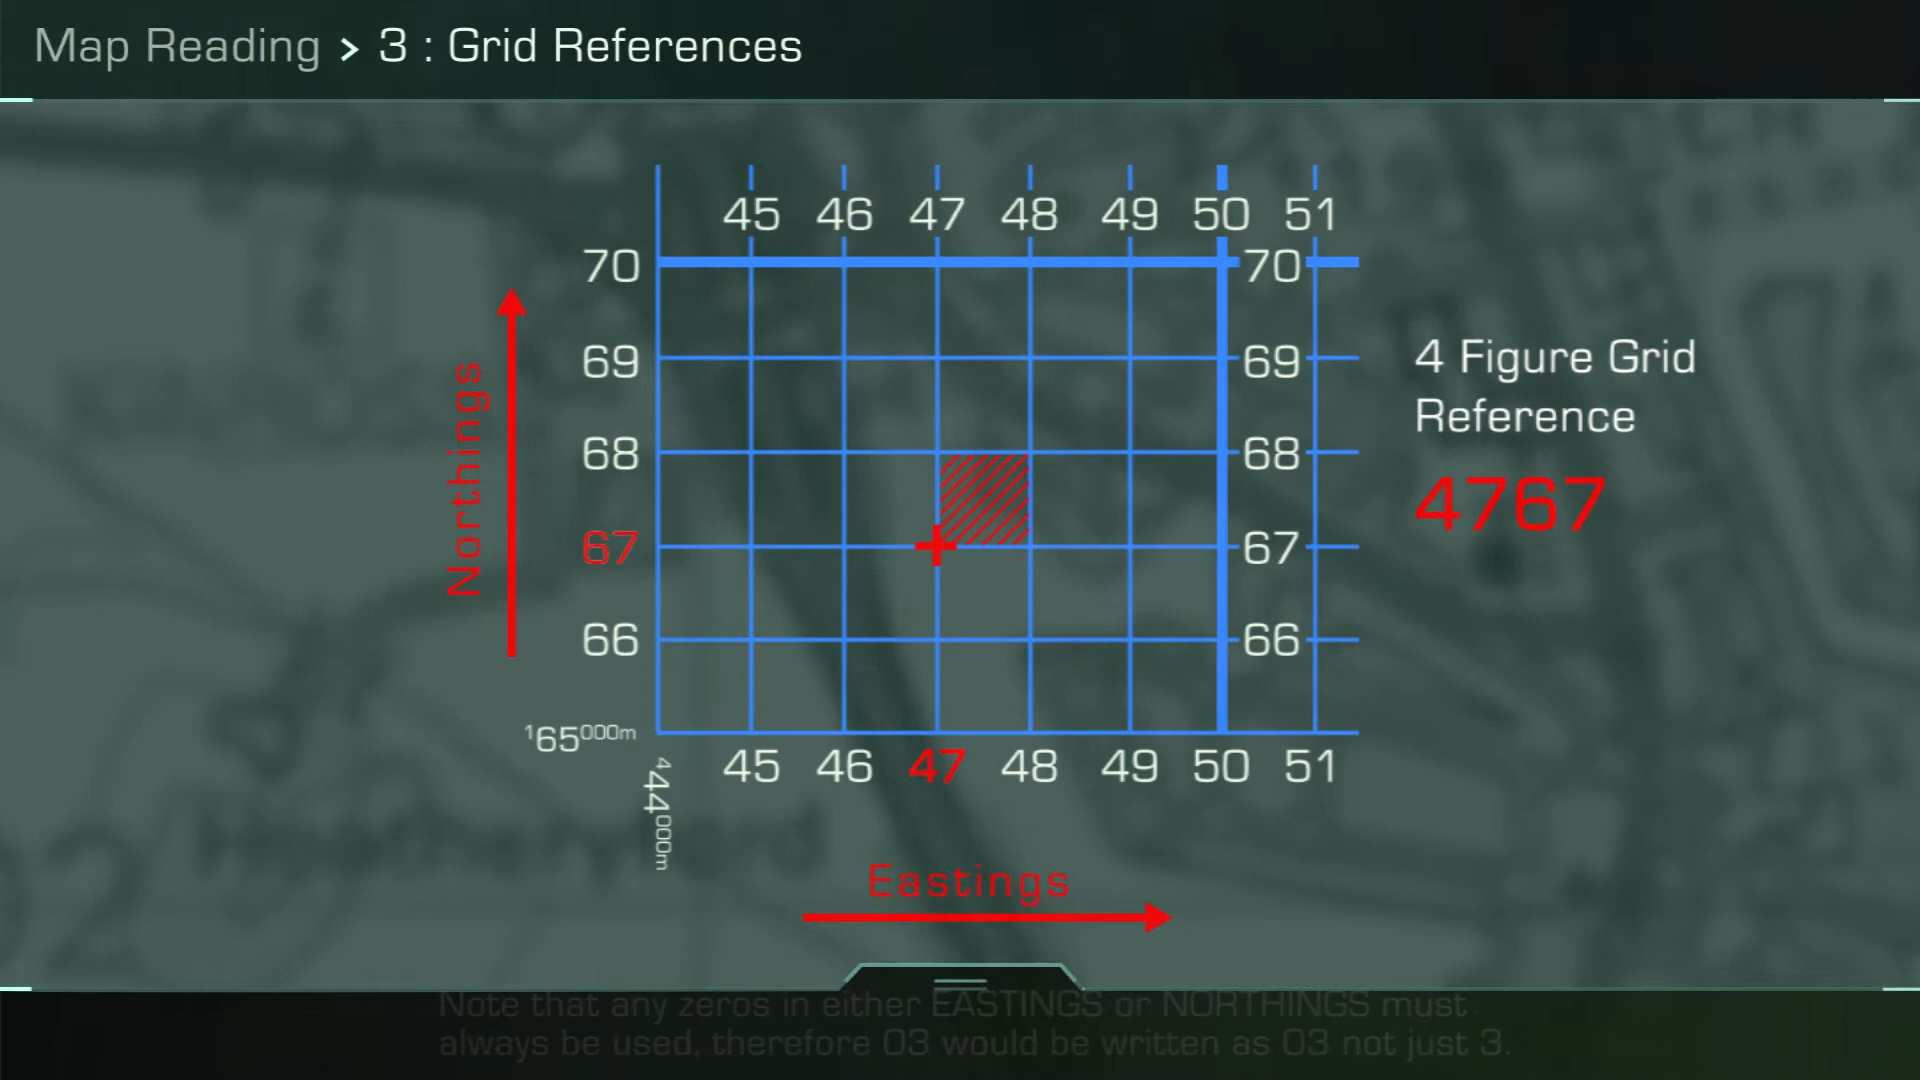 Map Reading > 3 : Grid References
45 46 47 48 49 50 51
70 70
69 69
68 68
67 67
66 66
¹65⁰⁰⁰m
⁴44⁰⁰⁰m
45 46 47 48 49 50 51
Northings
Eastings
4 Figure Grid
Reference
4767
Note that any zeros in either EASTINGS or NORTHINGS must
always be used, therefore 03 would be written as 03 not just 3.